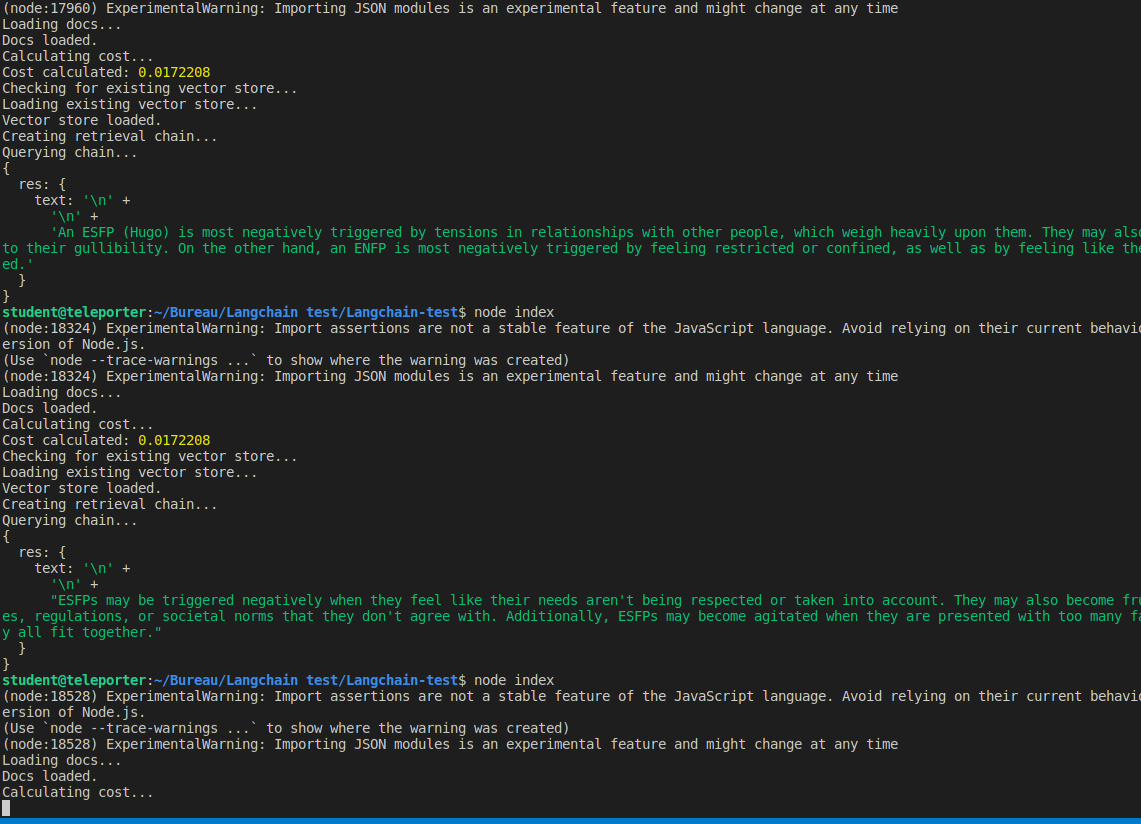 (node:17960) ExperimentalWarning: Importing JSON modules is an experimental feature and might change at any time
Loading docs...
Docs loaded.
Calculating cost...
Cost calculated: 0.0172208
Checking for existing vector store...
Loading existing vector store...
Vector store loaded.
Creating retrieval chain...
Querying chain...
{
  res: {
    text: '\n' +
      '\n' +
      'An ESFP (Hugo) is most negatively triggered by tensions in relationships with other people, which weigh heavily upon them. They may also
to their gullibility. On the other hand, an ENFP is most negatively triggered by feeling restricted or confined, as well as by feeling like the
ed.'
  }
}
student@teleporter:~/Bureau/Langchain test/Langchain-test$ node index
(node:18324) ExperimentalWarning: Import assertions are not a stable feature of the JavaScript language. Avoid relying on their current behavio
ersion of Node.js.
(Use `node --trace-warnings ...` to show where the warning was created)
(node:18324) ExperimentalWarning: Importing JSON modules is an experimental feature and might change at any time
Loading docs...
Docs loaded.
Calculating cost...
Cost calculated: 0.0172208
Checking for existing vector store...
Loading existing vector store...
Vector store loaded.
Creating retrieval chain...
Querying chain...
{
  res: {
    text: '\n' +
      '\n' +
      "ESFPs may be triggered negatively when they feel like their needs aren't being respected or taken into account. They may also become fru
es, regulations, or societal norms that they don't agree with. Additionally, ESFPs may become agitated when they are presented with too many fa
y all fit together."
  }
}
student@teleporter:~/Bureau/Langchain test/Langchain-test$ node index
(node:18528) ExperimentalWarning: Import assertions are not a stable feature of the JavaScript language. Avoid relying on their current behavio
ersion of Node.js.
(Use `node --trace-warnings ...` to show where the warning was created)
(node:18528) ExperimentalWarning: Importing JSON modules is an experimental feature and might change at any time
Loading docs...
Docs loaded.
Calculating cost...